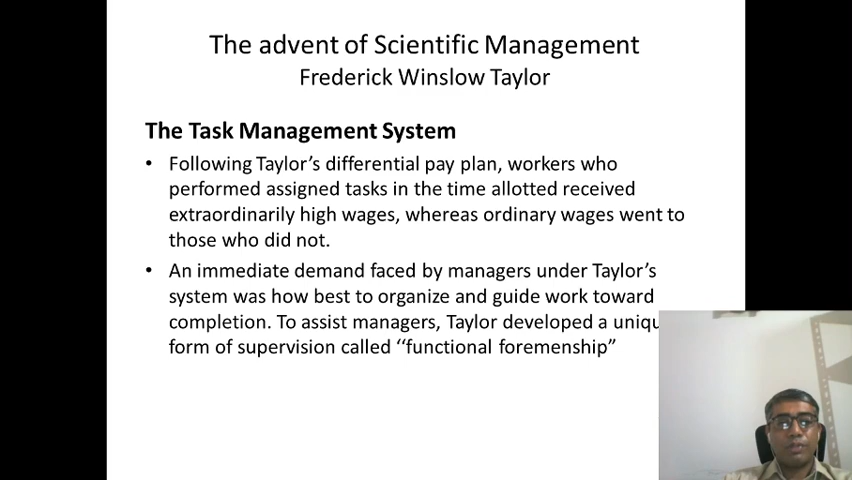 The advent of Scientific Management
Frederick Winslow Taylor
The Task Management System
• Following Taylor’s differential pay plan, workers who
performed assigned tasks in the time allotted received
extraordinarily high wages, whereas ordinary wages went to
those who did not.
• An immediate demand faced by managers under Taylor’s
system was how best to organize and guide work toward
completion. To assist managers, Taylor developed a uniqu
form of supervision called ‘‘functional foremenship”